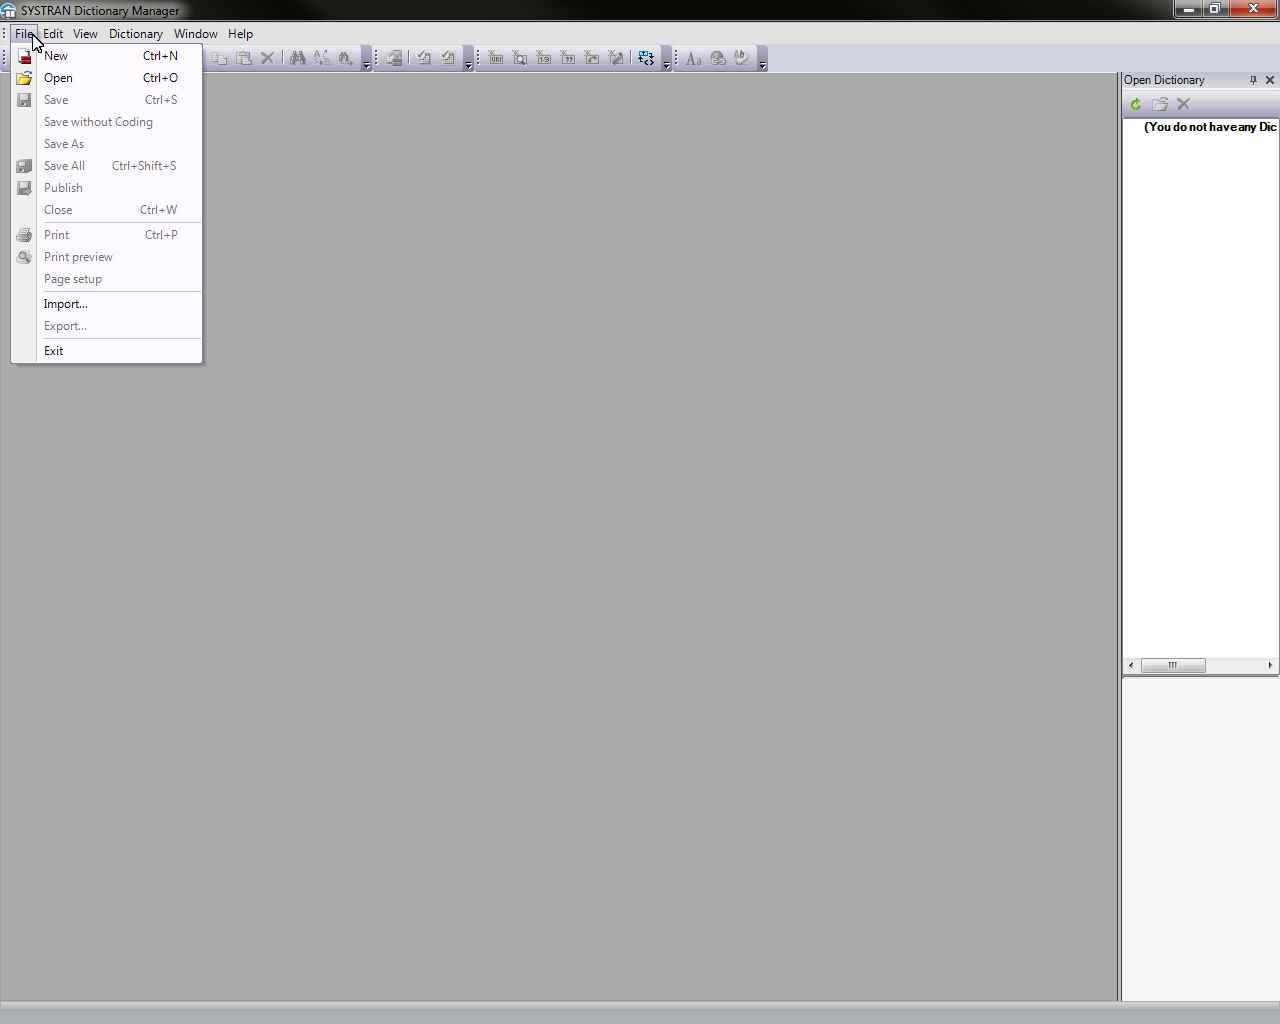 SYSTRAN Dictionary Manager
File Edit View Dictionary Window Help
New Ctrl+N
Open Ctrl+O
Save Ctrl+S
Save without Coding
Save As
Save All Ctrl+Shift+S
Publish
Close Ctrl+W
Print Ctrl+P
Print preview
Page setup
Import...
Export...
Exit
Open Dictionary
(You do not have any Dic